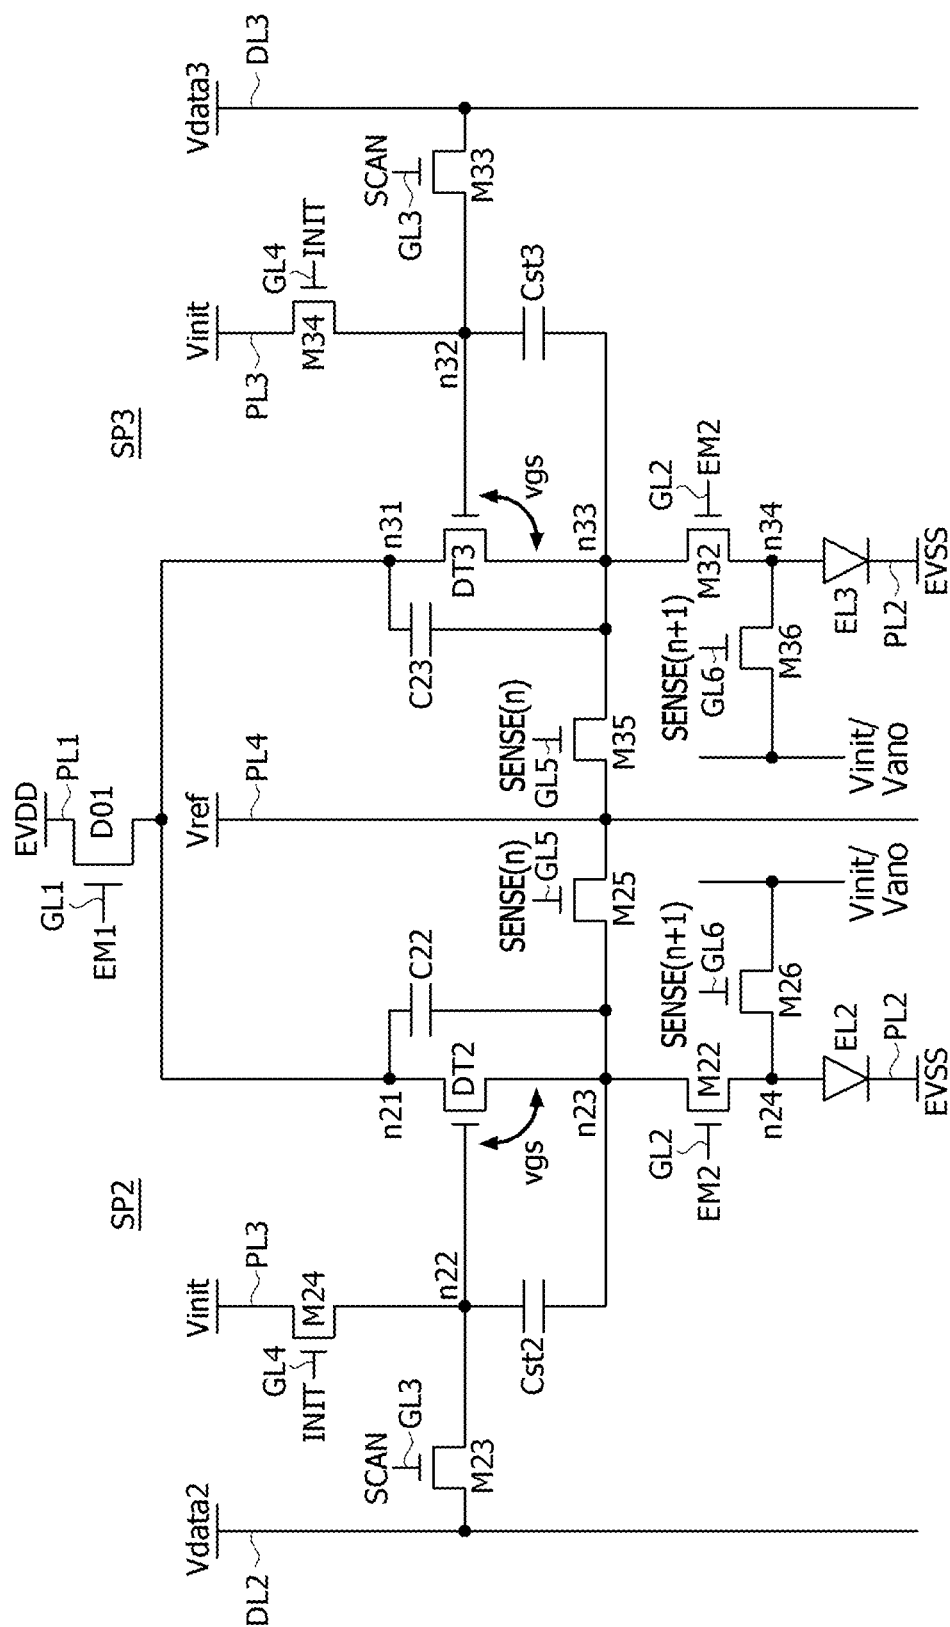 EVDD
PL1
GL1
EM1
D01
SP2
SP3
Vdata2
DL2
Vinit
PL3
Vref
PL4
Vinit
PL3
Vdata3
DL3
GL4
INIT
M24
GL4
INIT
M34
SCAN
GL3
M23
SCAN
GL3
M33
n21
C22
n31
C23
n22
DT2
vgs
n32
DT3
vgs
Cst2
Cst3
n23
SENSE(n)
GL5
M25
SENSE(n)
GL5
M35
n33
GL2
EM2
M22
SENSE(n+1)
GL6
M26
SENSE(n+1)
GL6
M36
GL2
EM2
M32
n24
n34
EL2
PL2
EVSS
Vinit/
Vano
Vinit/
Vano
EL3
PL2
EVSS